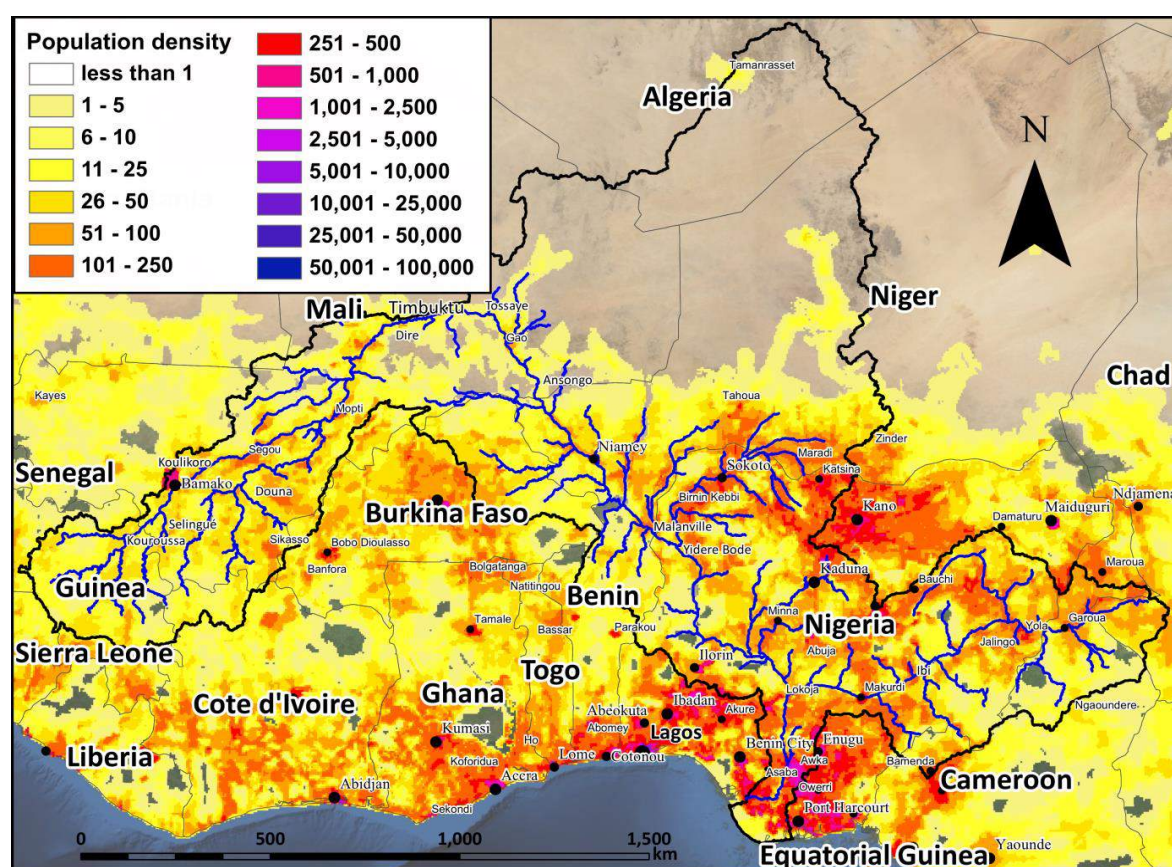 Population density
less than 1
1 - 5
6 - 10
11 - 25
26 - 50
51 - 100
101 - 250
251 - 500
501 - 1,000
1,001 - 2,500
2,501 - 5,000
5,001 - 10,000
10,001 - 25,000
25,001 - 50,000
50,001 - 100,000
Tamanrasset
Algeria
N
Niger
Mali
Timbuktu
Tossaye
Dire
Gao
Ansongo
Chad
Kayes
Mopti
Tahoua
Zinder
Segou
Niamey
Maradi
Koulikoro
Sokoto
Katsina
Senegal
Bamako
Douna
Birnin Kebbi
Ndjamena
Burkina Faso
Kano
Maiduguri
Selingué
Malanville
Damaturu
Kouroussa
Sikasso
Bobo Dioulasso
Yidere Bode
Banfora
Bolgatanga
Kaduna
Maroua
Guinea
Natitingou
Benin
Bauchi
Minna
Nigeria
Garoua
Tamale
Bassar
Parakou
Yola
Jalingo
Sierra Leone
Abuja
Togo
Ilorin
Ibi
Cote d'Ivoire
Ghana
Lokoja
Makurdi
Ibadan
Ngaoundere
Abeokuta
Akure
Kumasi
Abomey
Lagos
Liberia
Ho
Benin City
Enugu
Koforidua
Lome
Cotonou
Awka
Bamenda
Accra
Asaba
Cameroon
Abidjan
Owerri
Sekondi
Port Harcourt
0
500
1,000
1,500
km
Yaounde
Equatorial Guinea